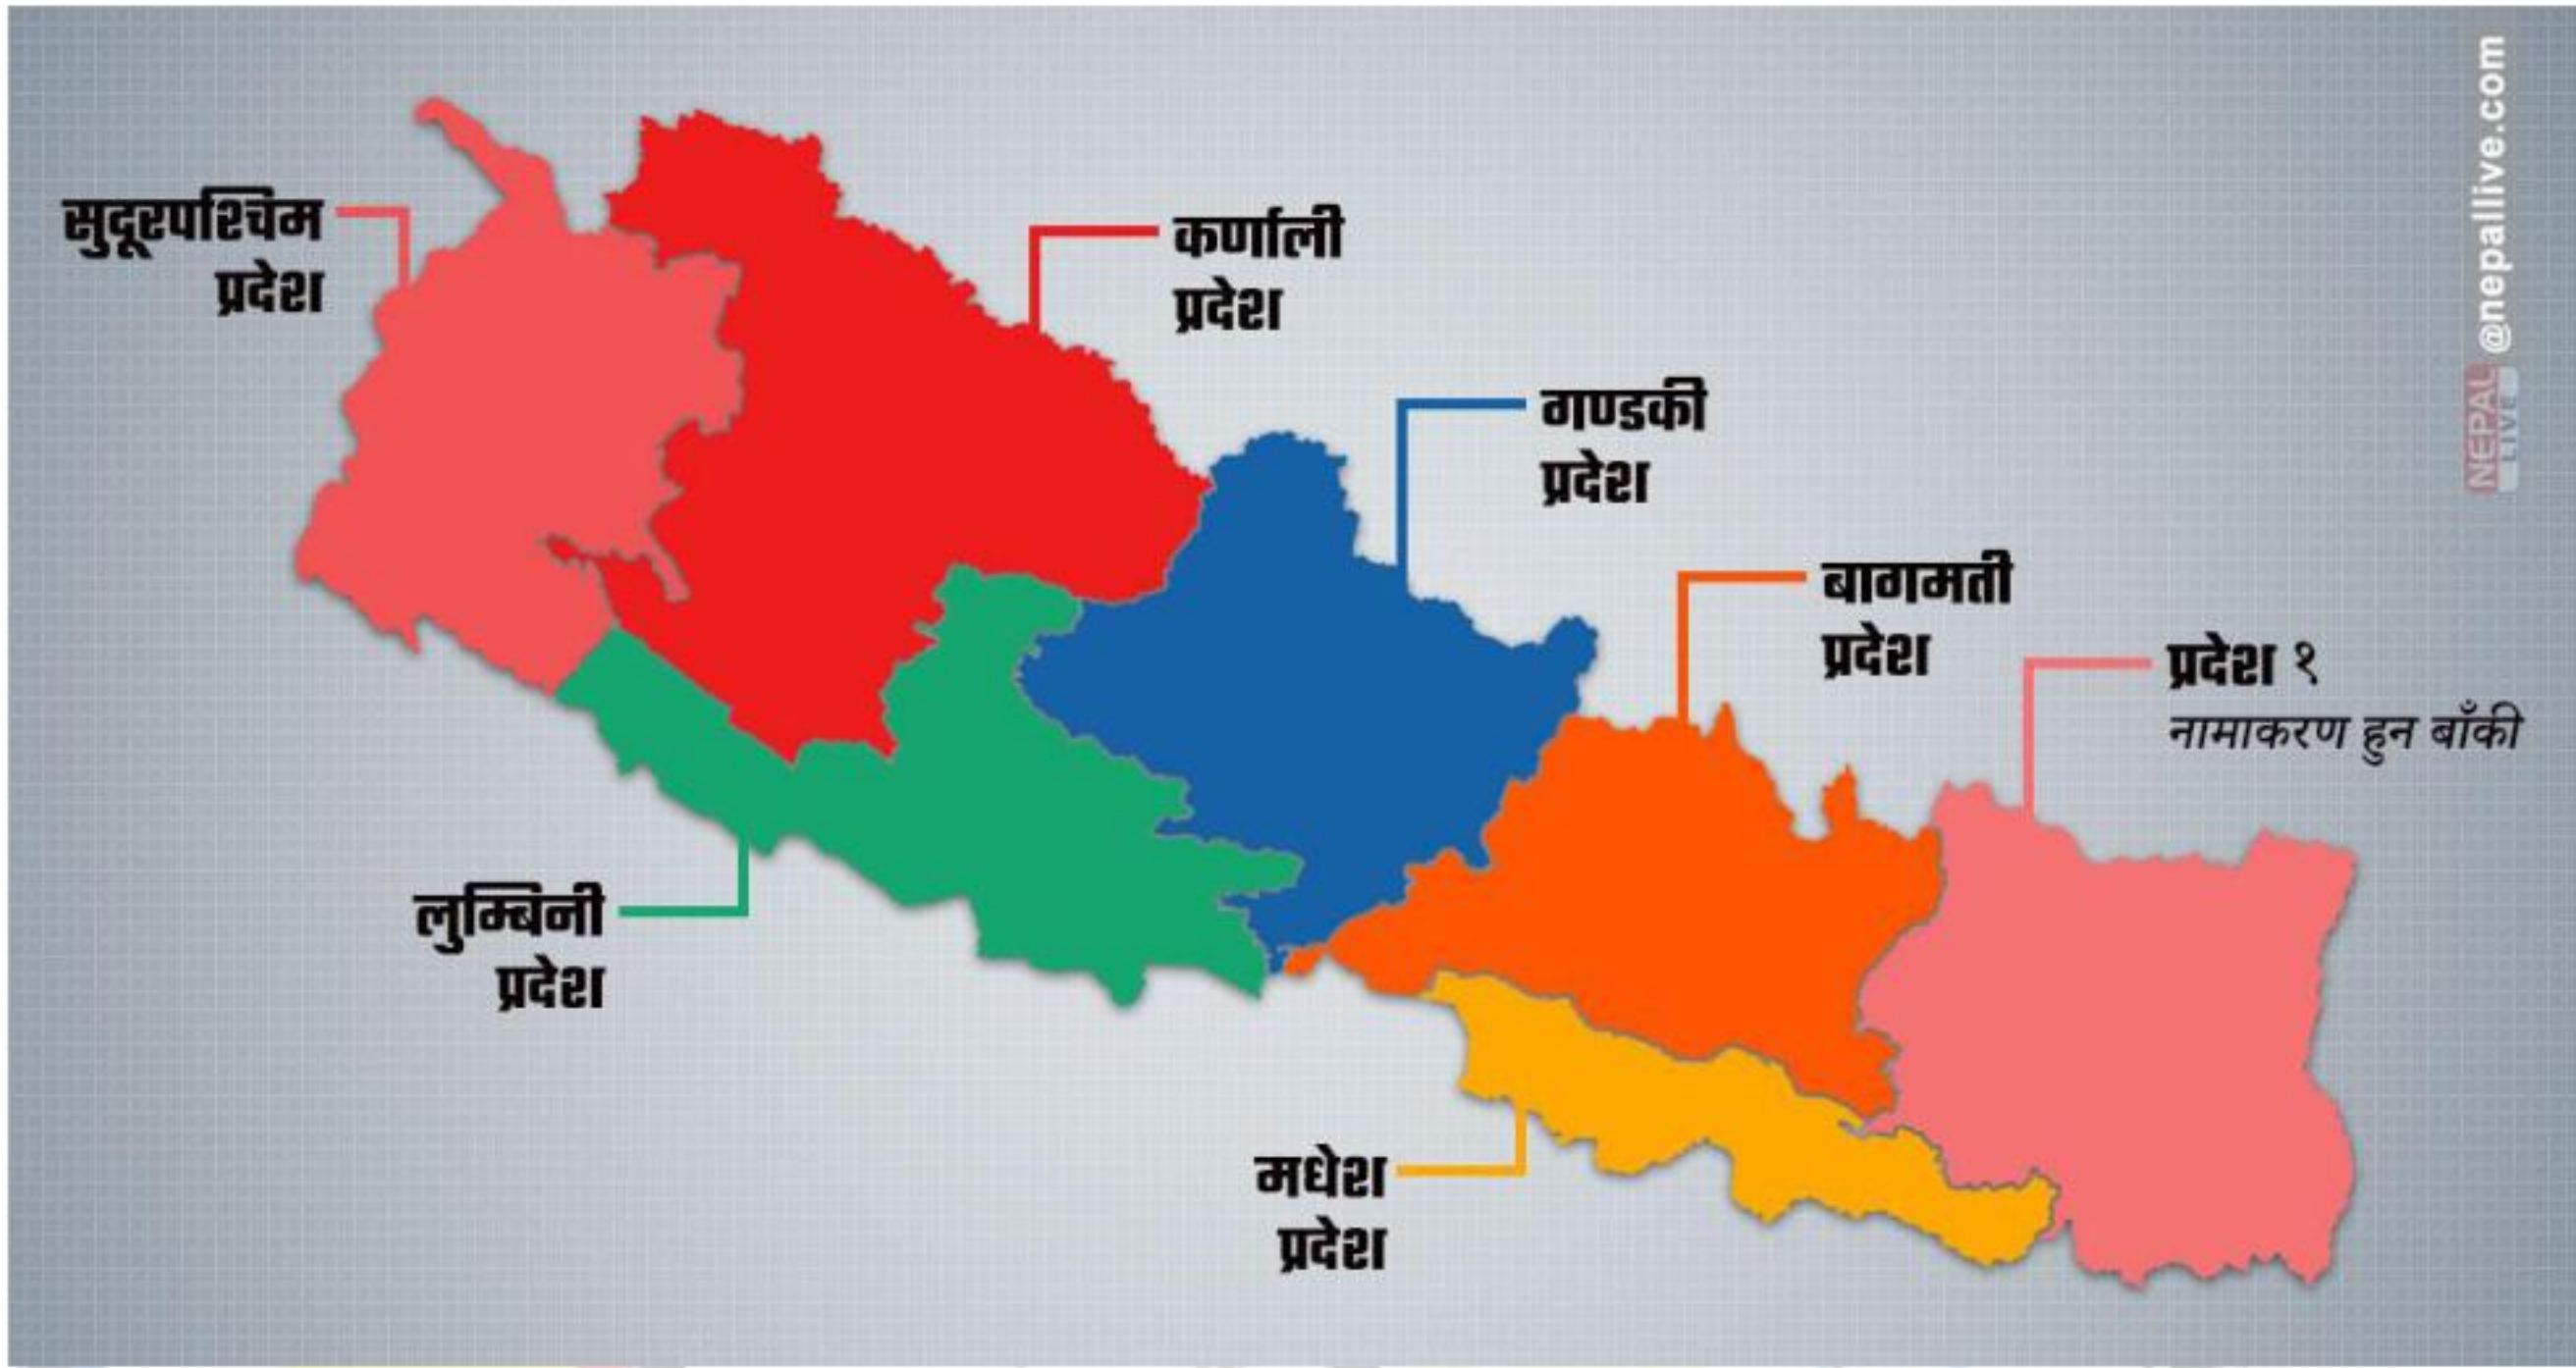 सुदूरपश्चिम
प्रदेश
कर्णाली
प्रदेश
गण्डकी
प्रदेश
बागमती
प्रदेश
प्रदेश १
नामाकरण हुन बाँकी
लुम्बिनी
प्रदेश
मधेश
प्रदेश
NEPAL
LIVE
@nepallive.com